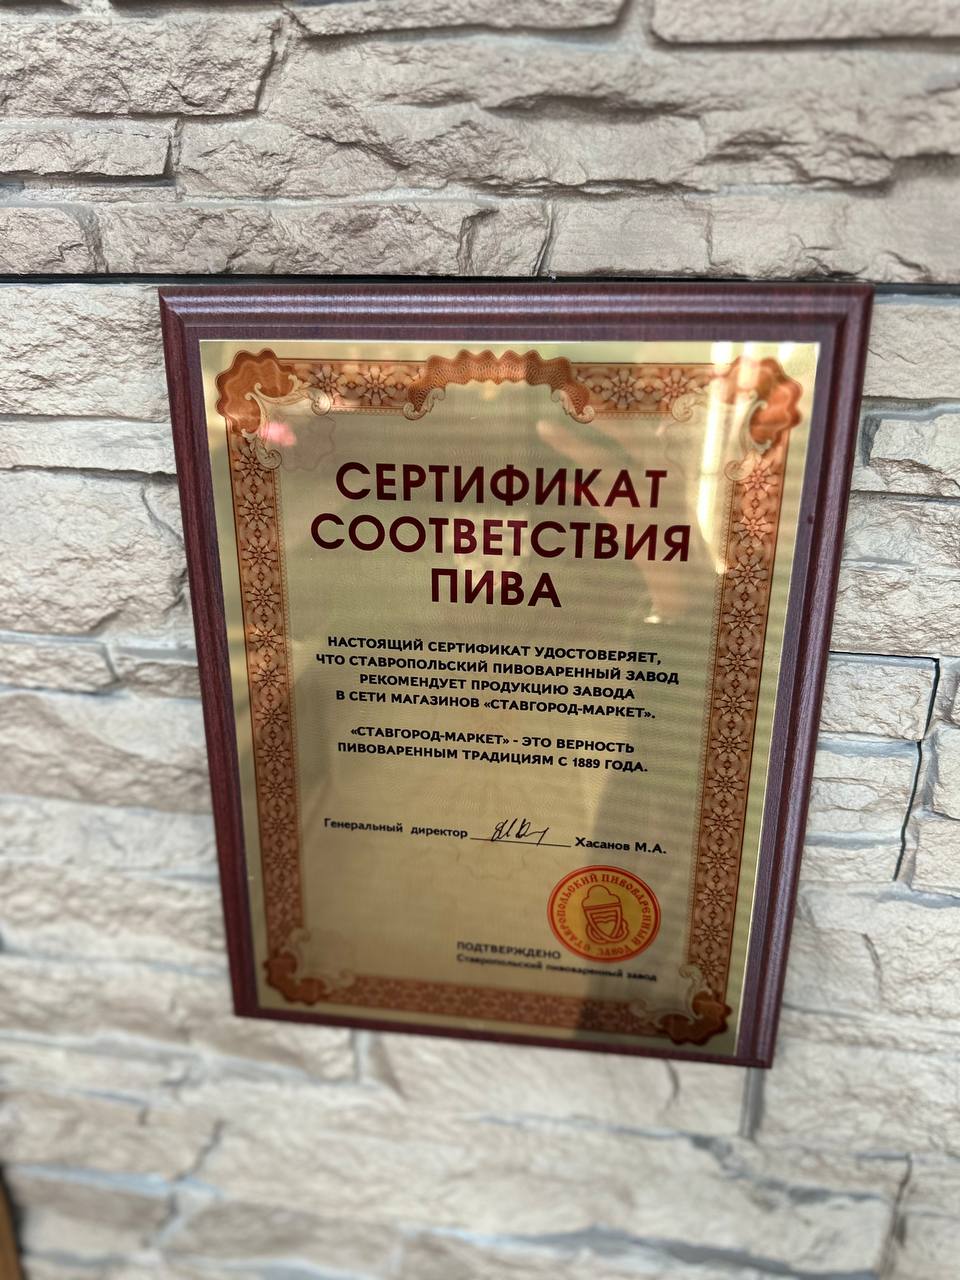 СЕРТИФИКАТ
СООТВЕТСТВИЯ
ПИВА
НАСТОЯЩИЙ СЕРТИФИКАТ УДОСТОВЕРЯЕТ,
ЧТО СТАВРОПОЛЬСКИЙ ПИВОВАРЕННЫЙ ЗАВОД
РЕКОМЕНДУЕТ ПРОДУКЦИЮ ЗАВОДА
В СЕТИ МАГАЗИНОВ «СТАВГОРОД-МАРКЕТ».
«СТАВГОРОД-МАРКЕТ» - ЭТО ВЕРНОСТЬ
ПИВОВАРЕННЫМ ТРАДИЦИЯМ С 1889 ГОДА.
Генеральный директор Хасанов М.А.
СТАВРОПОЛЬСКИЙ ПИВОВАРЕННЫЙ ЗАВОД
ПОДТВЕРЖДЕНО
Ставропольский пивоваренный завод